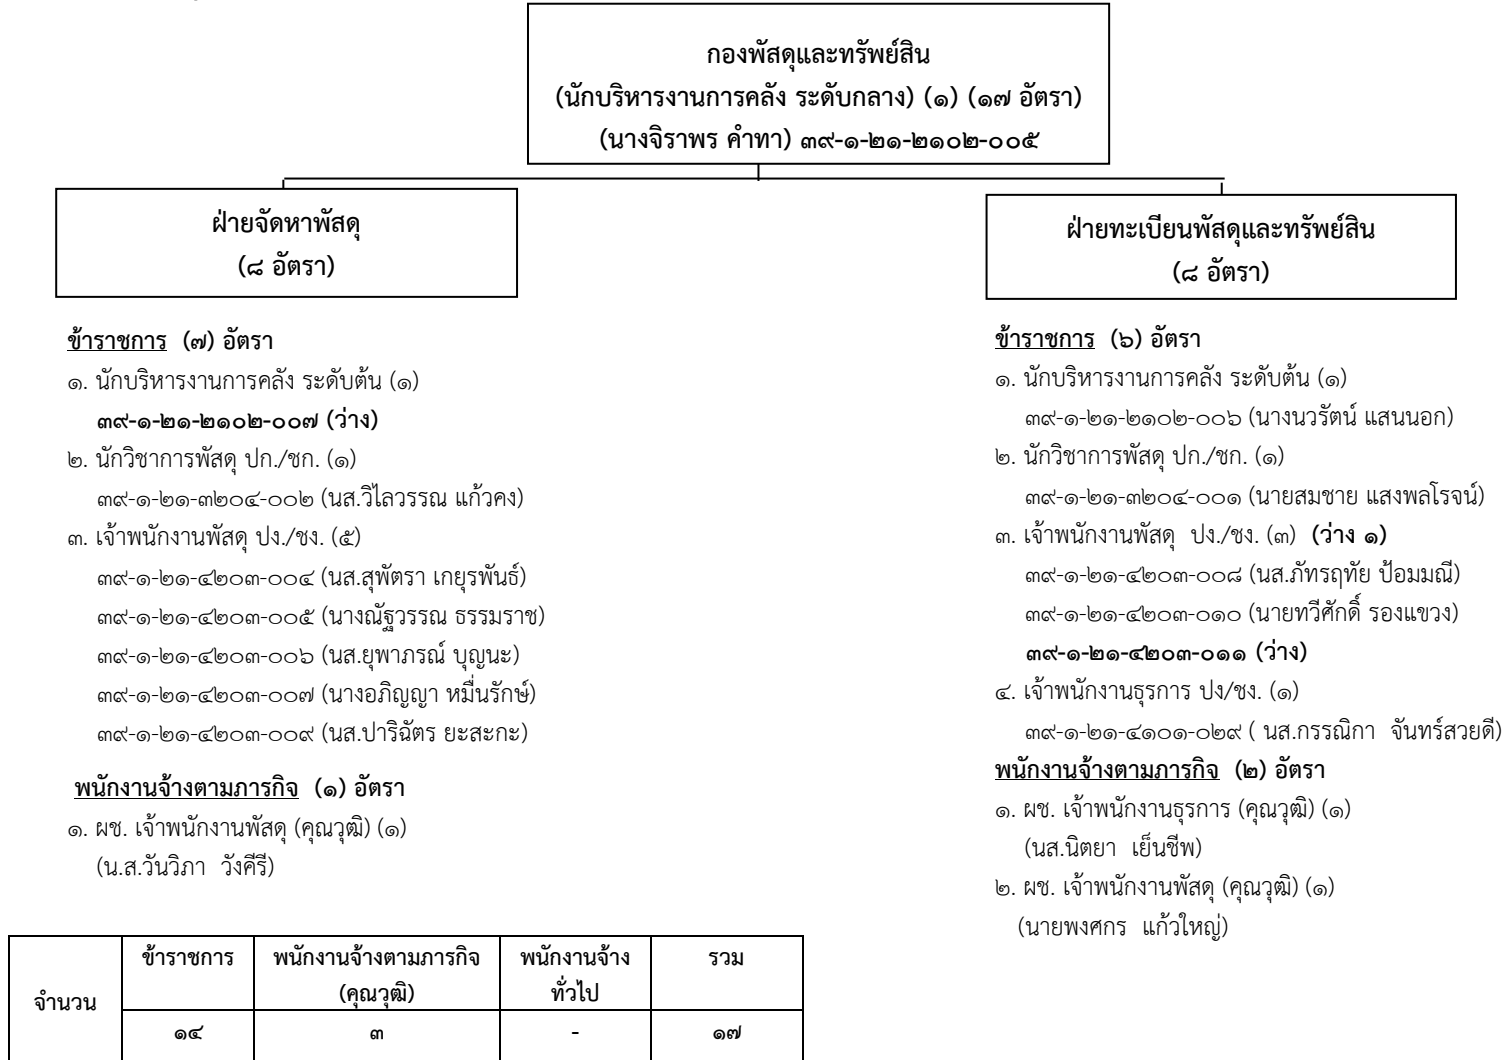 กองพัสดุและทรัพย์สิน
(นักบริหารงานการคลัง ระดับกลาง) (๑) (๑๗ อัตรา)
(นางจิราพร คำทา) ๓๙-๑-๒๑-๒๑๐๒-๐๐๕
ฝ่ายจัดหาพัสดุ
(๘ อัตรา)
ข้าราชการ (๗) อัตรา
๑. นักบริหารงานการคลัง ระดับต้น (๑)
๓๙-๑-๒๑-๒๑๐๒-๐๐๗ (ว่าง)
๒. นักวิชาการพัสดุ ปก./ชก. (๑)
๓๙-๑-๒๑-๓๒๐๔-๐๐๒ (นส.วิไลวรรณ แก้วคง)
๓. เจ้าพนักงานพัสดุ ปง./ชง. (๕)
๓๙-๑-๒๑-๔๒๐๓-๐๐๔ (นส.สุพัตรา เกยุรพันธ์)
๓๙-๑-๒๑-๔๒๐๓-๐๐๕ (นางณัฐวรรณ ธรรมราช)
๓๙-๑-๒๑-๔๒๐๓-๐๐๖ (นส.ยุพาภรณ์ บุญนะ)
๓๙-๑-๒๑-๔๒๐๓-๐๐๗ (นางอภิญญา หมื่นรักษ์)
๓๙-๑-๒๑-๔๒๐๓-๐๐๙ (นส.ปาริฉัตร ยะสะกะ)
พนักงานจ้างตามภารกิจ (๑) อัตรา
๑. ผช. เจ้าพนักงานพัสดุ (คุณวุฒิ) (๑)
(น.ส.วันวิภา วังคีรี)
ฝ่ายทะเบียนพัสดุและทรัพย์สิน
(๘ อัตรา)
ข้าราชการ (๖) อัตรา
๑. นักบริหารงานการคลัง ระดับต้น (๑)
๓๙-๑-๒๑-๒๑๐๒-๐๐๖ (นางนวรัตน์ แสนนอก)
๒. นักวิชาการพัสดุ ปก./ชก. (๑)
๓๙-๑-๒๑-๓๒๐๔-๐๐๑ (นายสมชาย แสงพลโรจน์)
๓. เจ้าพนักงานพัสดุ ปง./ชง. (๓) (ว่าง ๑)
๓๙-๑-๒๑-๔๒๐๓-๐๐๘ (นส.ภัทรฤทัย ป้อมมณี)
๓๙-๑-๒๑-๔๒๐๓-๐๑๐ (นายทวีศักดิ์ รองแขวง)
๓๙-๑-๒๑-๔๒๐๓-๐๑๑ (ว่าง)
๔. เจ้าพนักงานธุรการ ปง/ชง. (๑)
๓๙-๑-๒๑-๔๑๐๑-๐๒๙ ( นส.กรรณิกา จันทร์สวยดี)
พนักงานจ้างตามภารกิจ (๒) อัตรา
๑. ผช. เจ้าพนักงานธุรการ (คุณวุฒิ) (๑)
(นส.นิตยา เย็นชีพ)
๒. ผช. เจ้าพนักงานพัสดุ (คุณวุฒิ) (๑)
(นายพงศกร แก้วใหญ่)
จำนวน
ข้าราชการ พนักงานจ้างตามภารกิจ พนักงานจ้าง รวม
(คุณวุฒิ) ทั่วไป
๑๔ ๓ - ๑๗